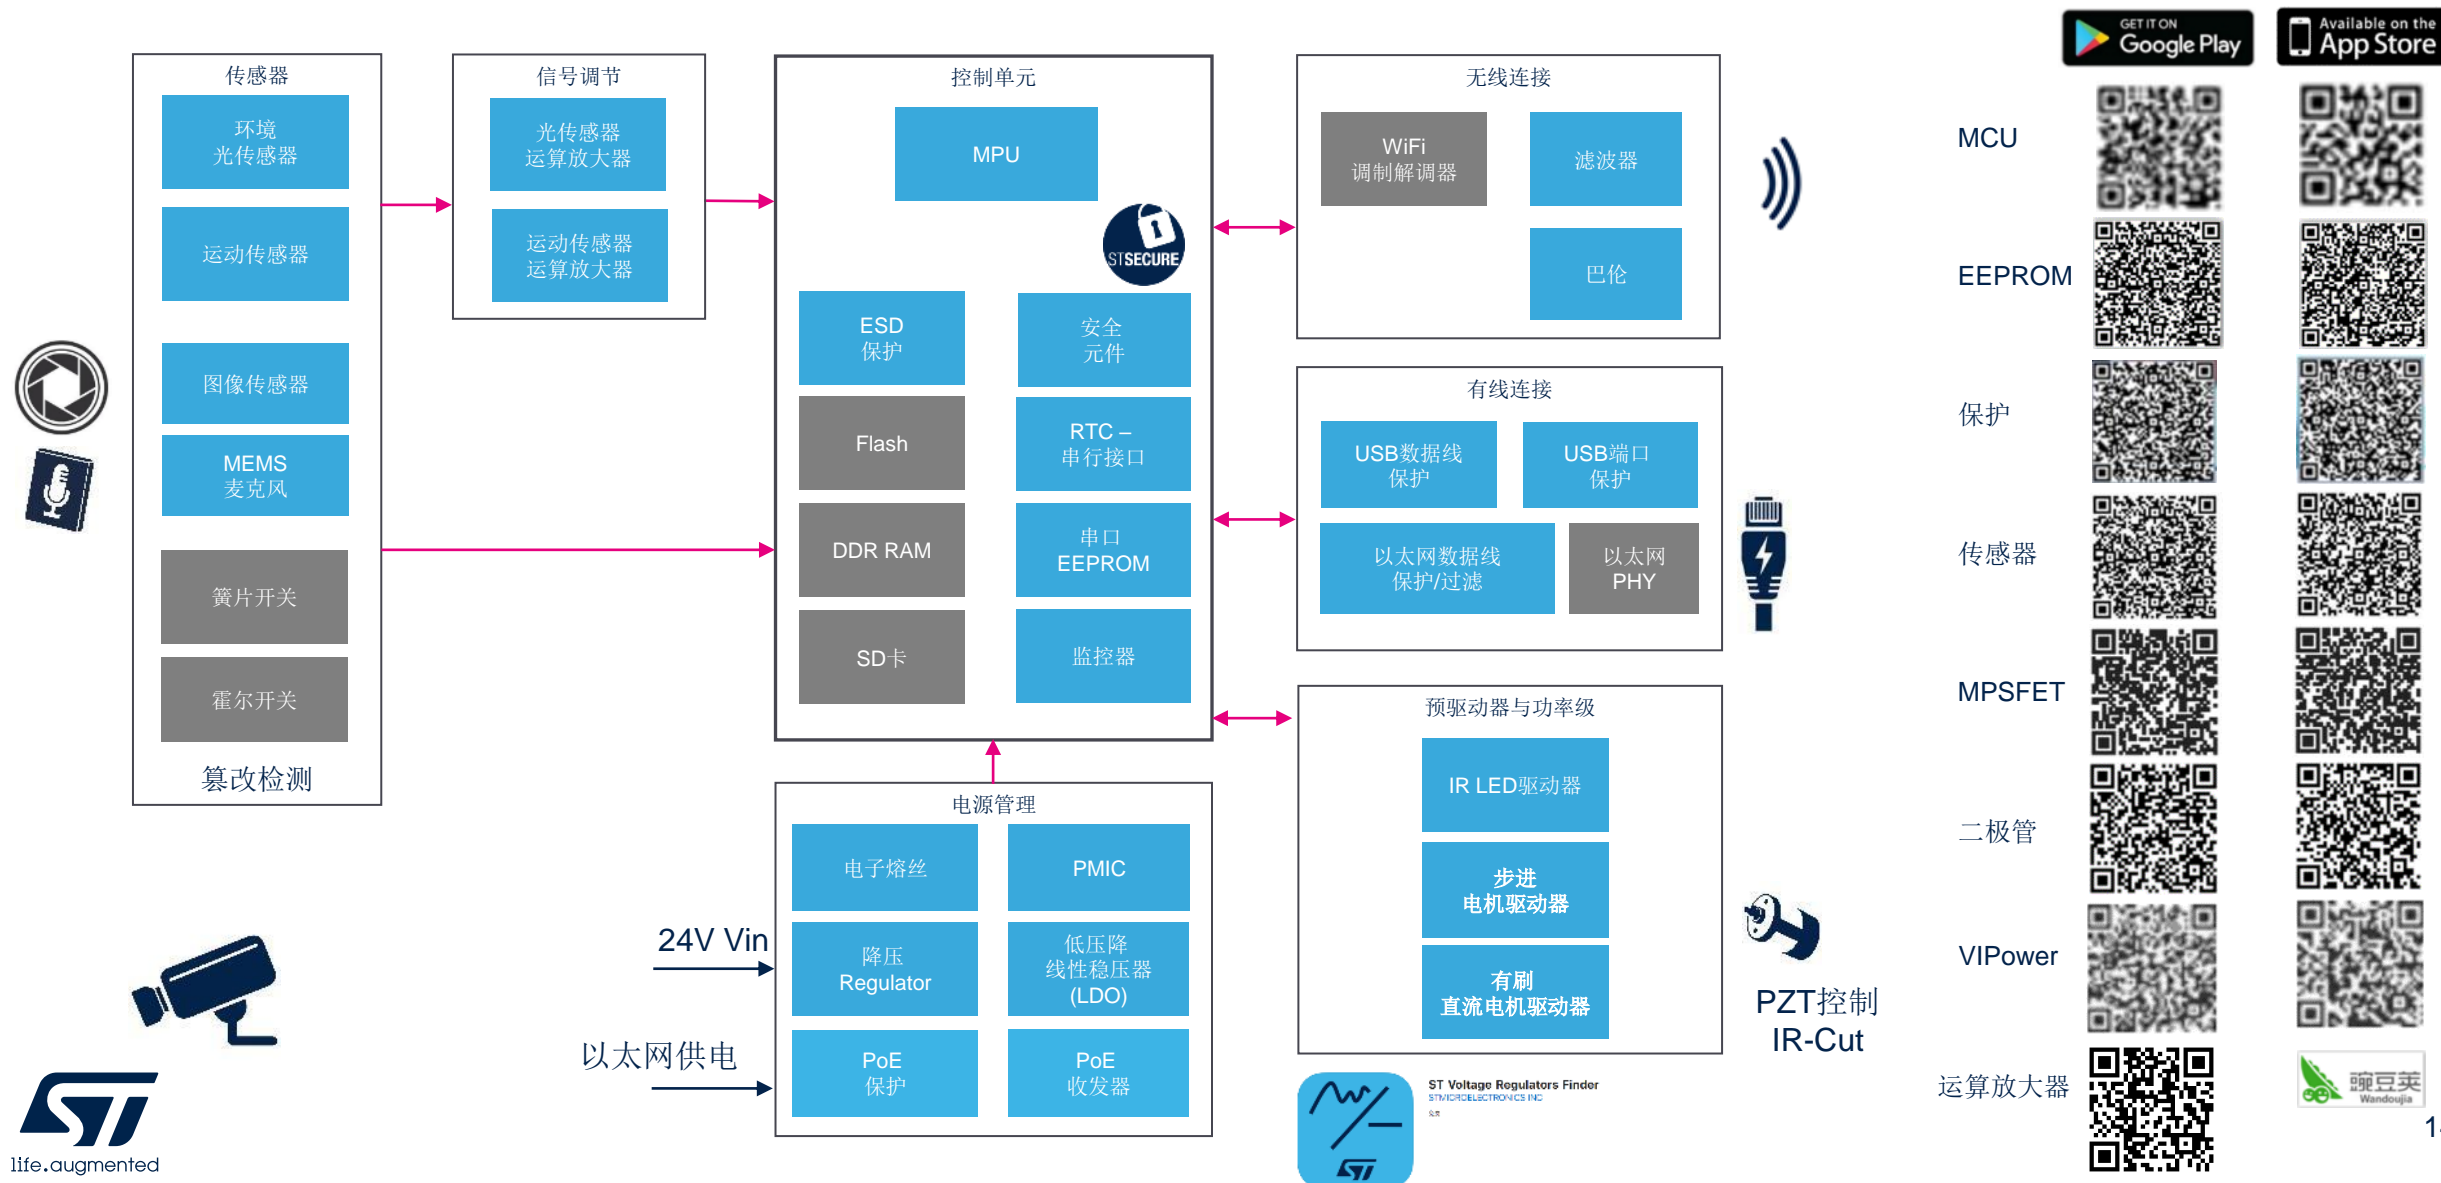 传感器
环境
光传感器
运动传感器
图像传感器
MEMS
麦克风
簧片开关
霍尔开关
篡改检测
信号调节
光传感器
运算放大器
运动传感器
运算放大器
控制单元
MPU
STSECURE
ESD
保护
安全
元件
Flash
RTC –
串行接口
DDR RAM
串口
EEPROM
SD卡
监控器
电源管理
电子熔丝
PMIC
降压
Regulator
低压降
线性稳压器
(LDO)
PoE
保护
PoE
收发器
24V Vin
以太网供电
无线连接
WiFi
调制解调器
滤波器
巴伦
有线连接
USB数据线
保护
USB端口
保护
以太网数据线
保护/过滤
以太网
PHY
预驱动器与功率级
IR LED驱动器
步进
电机驱动器
有刷
直流电机驱动器
PZT控制
IR-Cut
ST Voltage Regulators Finder
STMICROELECTRONICS INC
GET IT ON
Google Play
Available on the
App Store
MCU
EEPROM
保护
传感器
MPSFET
二极管
VIPower
运算放大器
豌豆荚
Wandoujia
ST
life.augmented